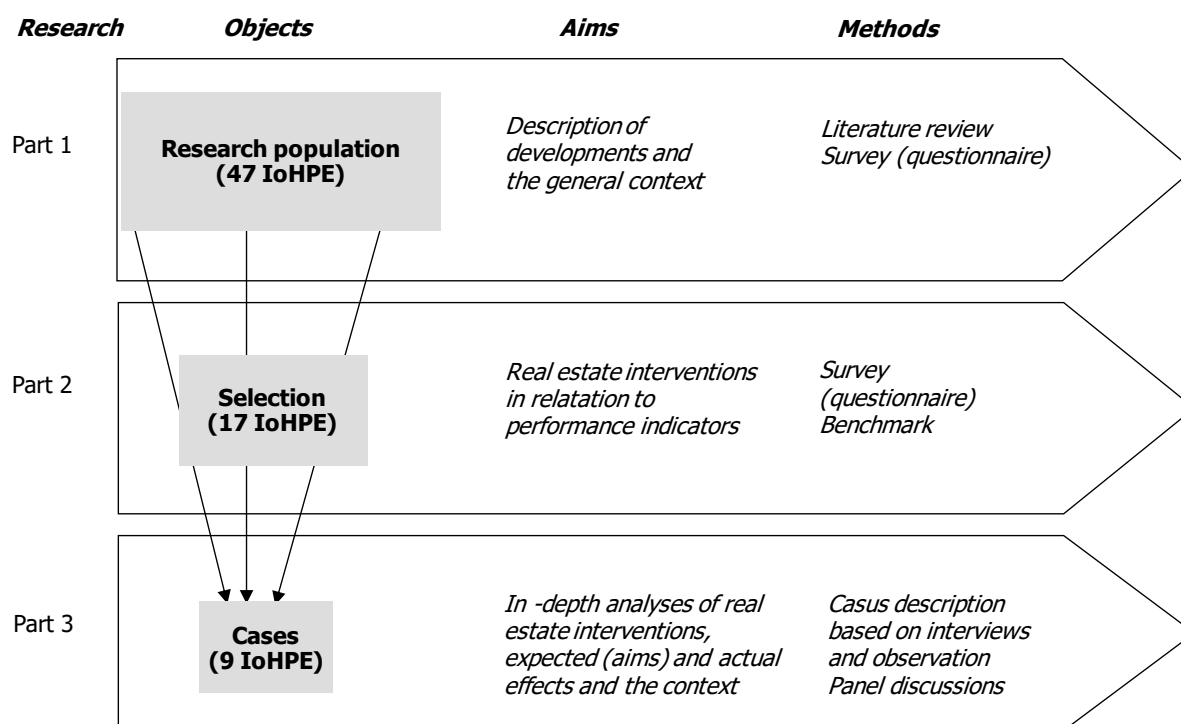 Research Objects Aims Methods
Part 1
Research population
(47 IoHPE)
Description of
developments and
the general context
Literature review
Survey (questionnaire)
Part 2
Selection
(17 IoHPE)
Real estate interventions
in relatation to
performance indicators
Survey
(questionnaire)
Benchmark
Part 3
Cases
(9 IoHPE)
In -depth analyses of real
estate interventions,
expected (aims) and actual
effects and the context
Casus description
based on interviews
and observation
Panel discussions